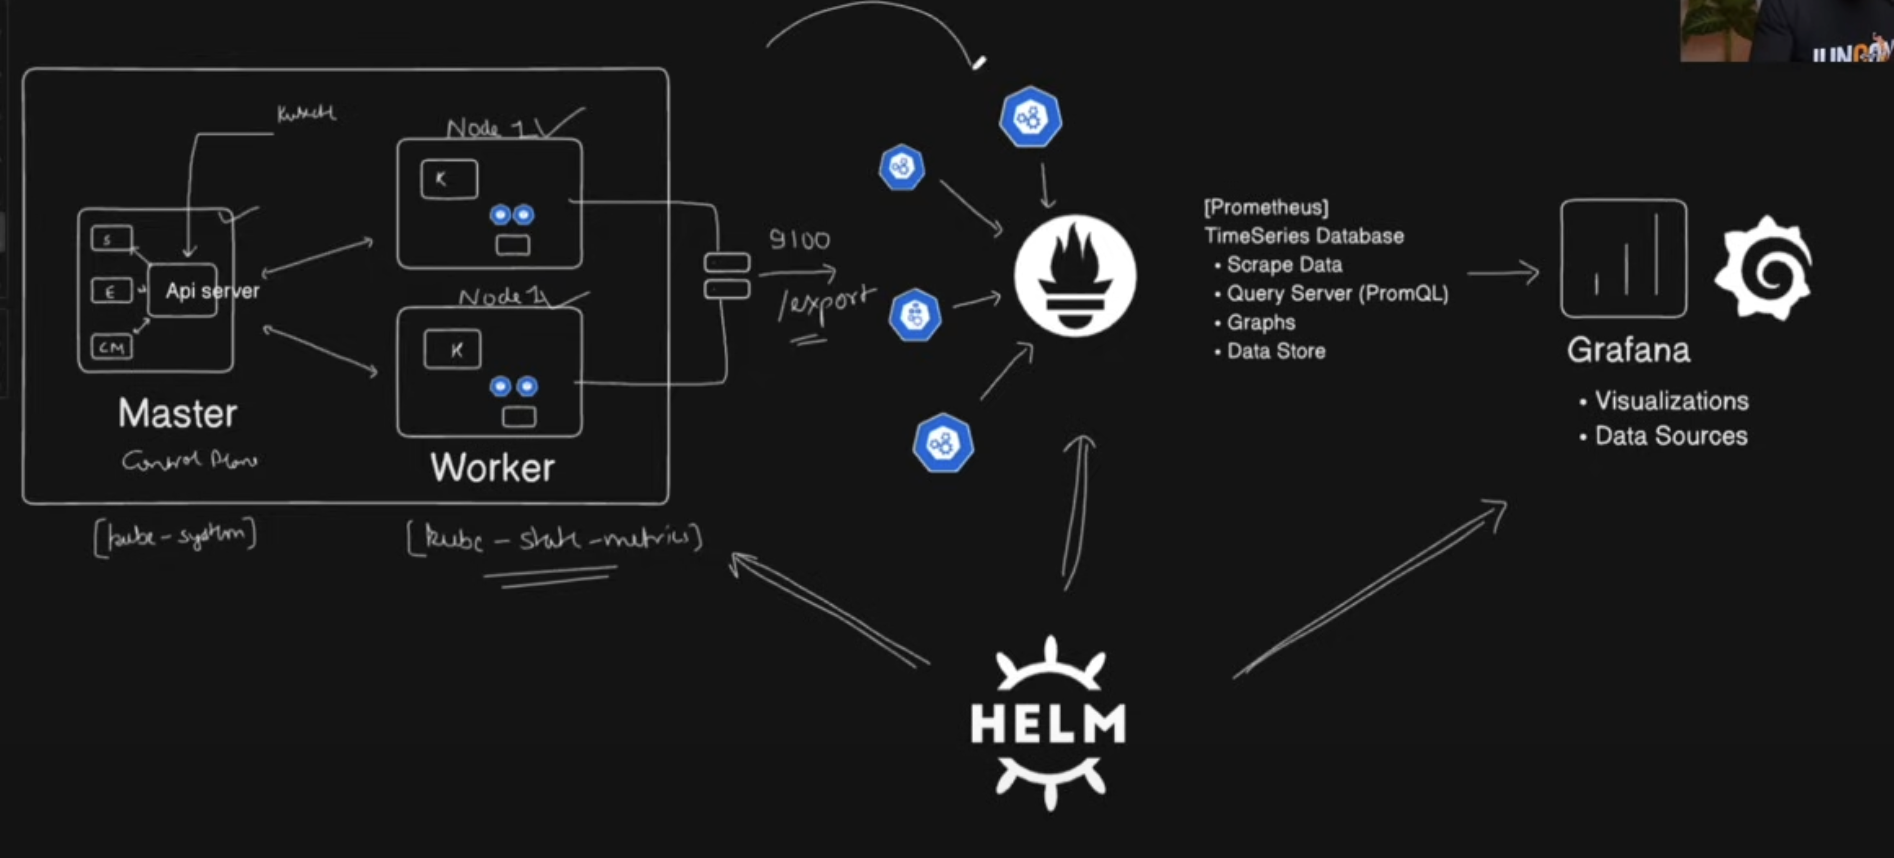 Kubectl
Node 1
K
S
E
CM
Api server
Master
Control Plane
[kube-system]
Node 2
K
Worker
[kube-state-metrics]
9100
/export
[Prometheus]
TimeSeries Database
• Scrape Data
• Query Server (PromQL)
• Graphs
• Data Store
Grafana
• Visualizations
• Data Sources
HELM